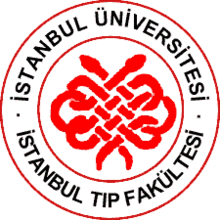 İSTANBUL ÜNİVERSİTESİ
İSTANBUL TIP FAKÜLTESİ